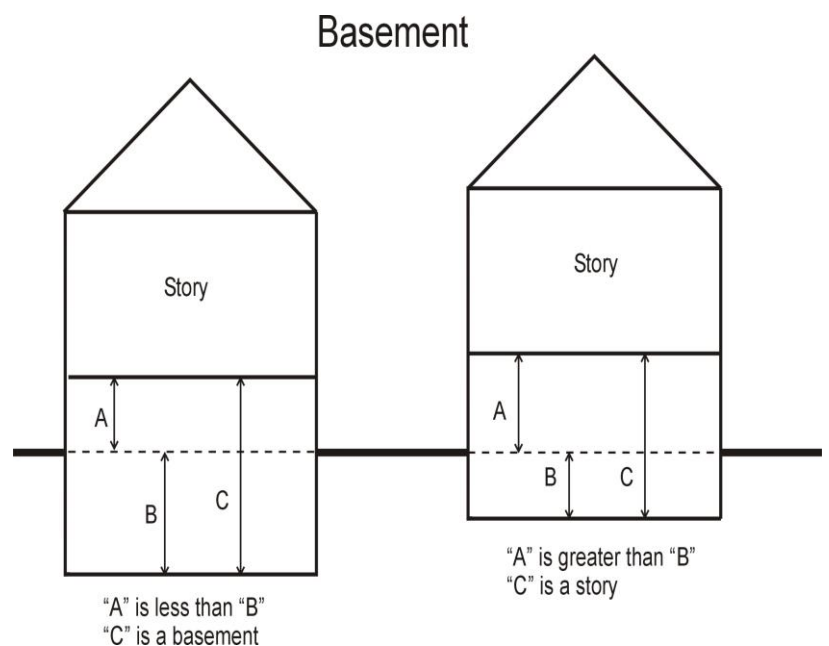 Basement
Story
A
B
C
"A" is less than "B"
"C" is a basement
Story
A
B
C
"A" is greater than "B"
"C" is a story